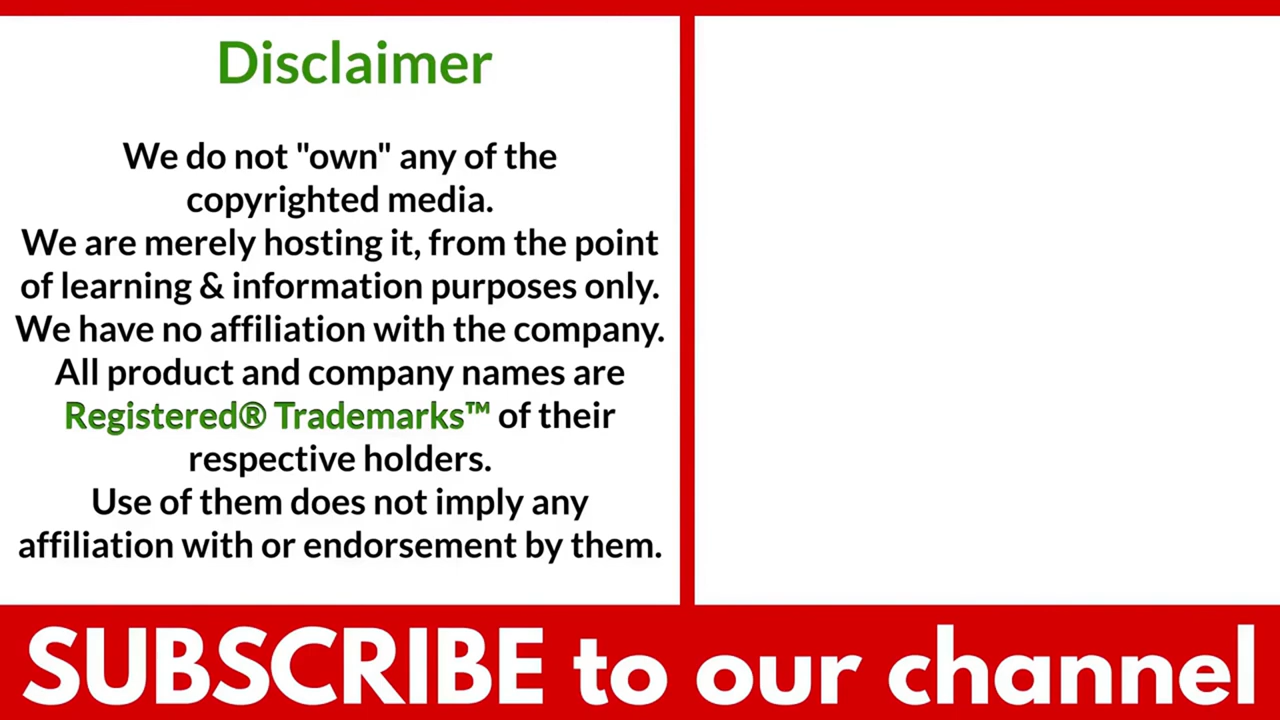 Disclaimer
We do not "own" any of the
copyrighted media.
We are merely hosting it, from the point
of learning & information purposes only.
We have no affiliation with the company.
All product and company names are
Registered® Trademarks™ of their
respective holders.
Use of them does not imply any
affiliation with or endorsement by them.
SUBSCRIBE to our channel